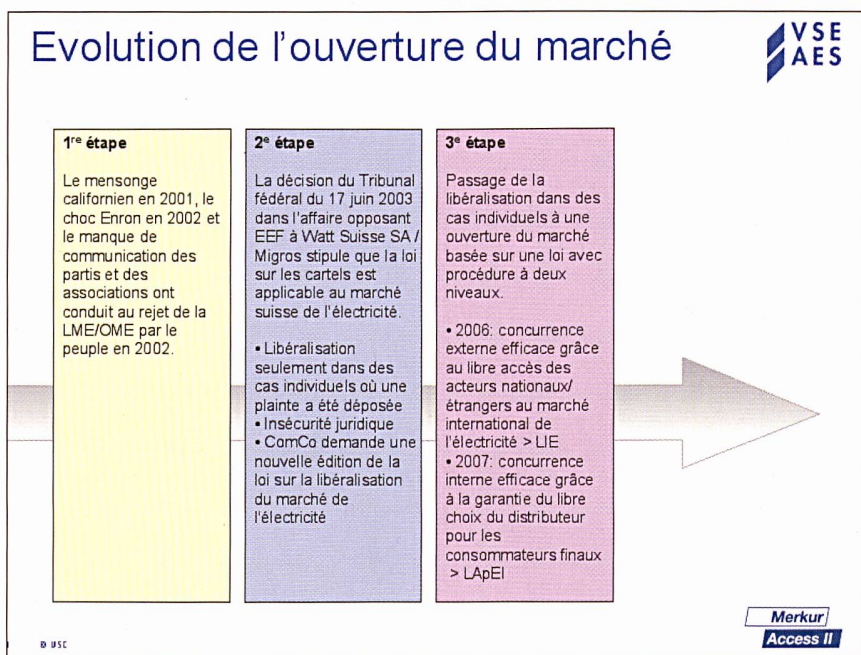 Evolution de l'ouverture du marché
VSE
AES
1re étape
Le mensonge
californien en 2001, le
choc Enron en 2002 et
le manque de
communication des
partis et des
associations ont
conduit au rejet de la
LME/OME par le
peuple en 2002.
2e étape
La décision du Tribunal
fédéral du 17 juin 2003
dans l'affaire opposant
EEF à Watt Suisse SA /
Migros stipule que la loi
sur les cartels est
applicable au marché
suisse de l'électricité.
• Libéralisation
seulement dans des
cas individuels où une
plainte a été déposée
• Insécurité juridique
• ComCo demande une
nouvelle édition de la
loi sur la libéralisation
du marché de
l'électricité
3e étape
Passage de la
libéralisation dans des
cas individuels à une
ouverture du marché
basée sur une loi avec
procédure à deux
niveaux.
• 2006: concurrence
externe efficace grâce
au libre accès des
acteurs nationaux/
étrangers au marché
international de
l'électricité > LIE
• 2007: concurrence
interne efficace grâce
à la garantie du libre
choix du distributeur
pour les
consommateurs finaux
> LApEl
Merkur
Access II